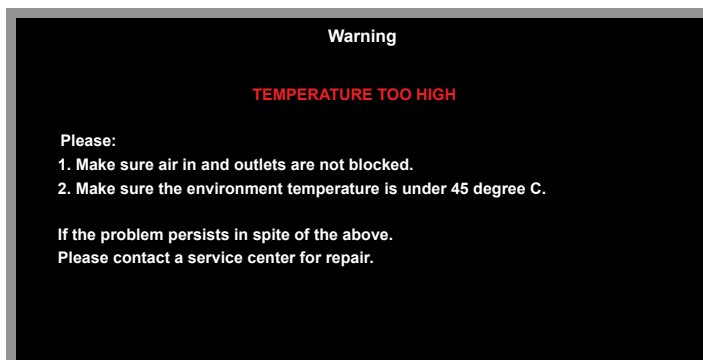 Warning
TEMPERATURE TOO HIGH
Please:
1. Make sure air in and outlets are not blocked.
2. Make sure the environment temperature is under 45 degree C.
If the problem persists in spite of the above.
Please contact a service center for repair.